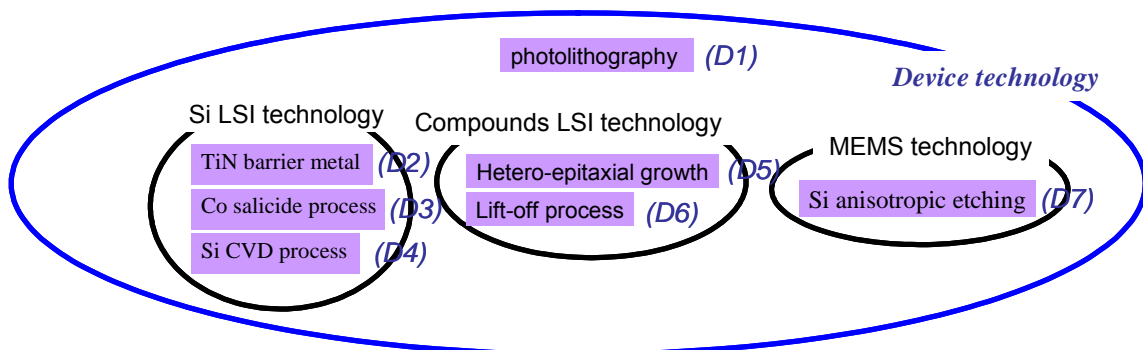 photolithography (D1)
Device technology
Si LSI technology
TiN barrier metal (D2)
Co salicide process (D3)
Si CVD process (D4)
Compounds LSI technology
Hetero-epitaxial growth (D5)
Lift-off process (D6)
MEMS technology
Si anisotropic etching (D7)